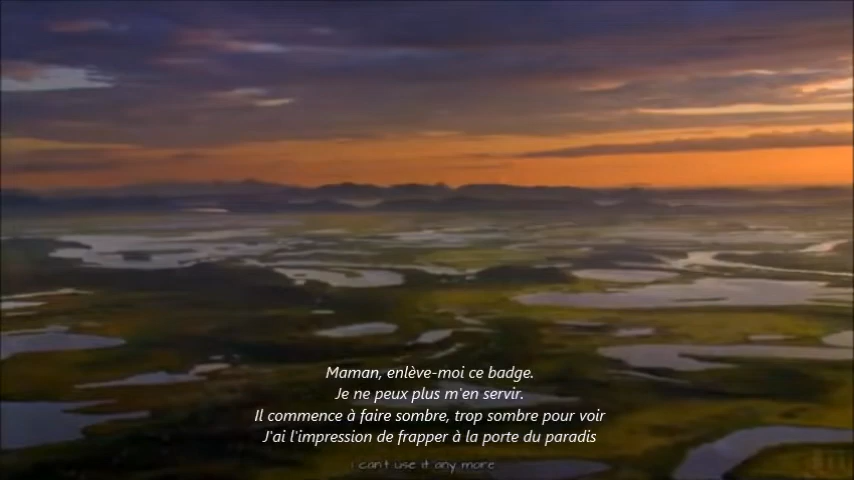 Maman, enlève-moi ce badge.
Je ne peux plus m'en servir.
Il commence à faire sombre, trop sombre pour voir
J'ai l'impression de frapper à la porte du paradis
i can't use it any more